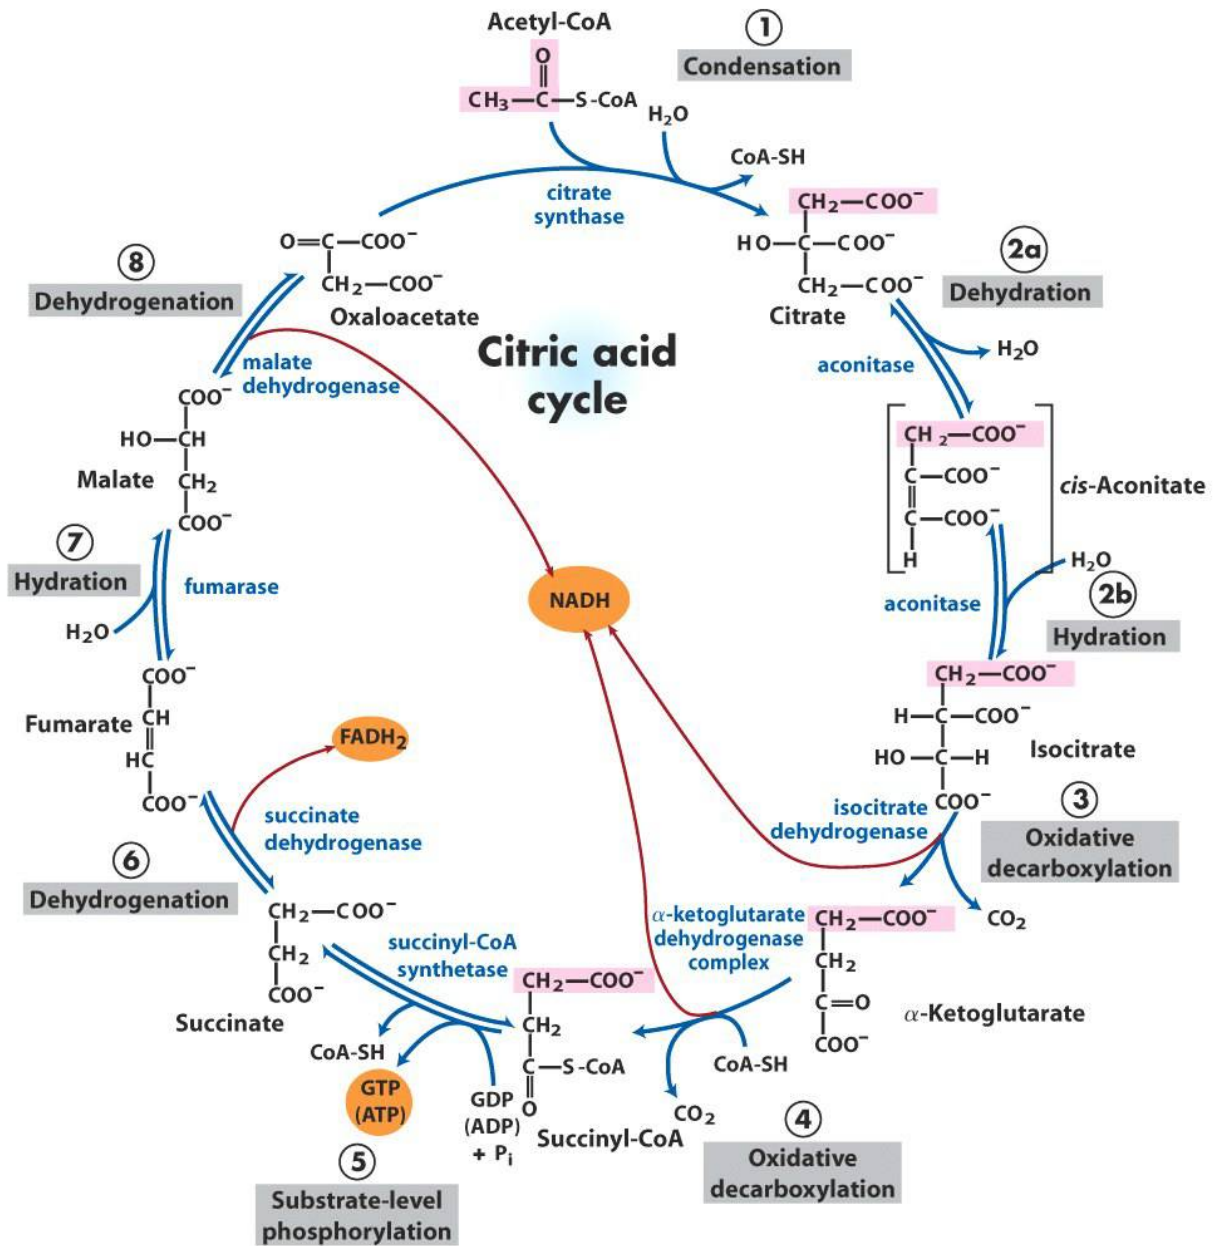 Acetyl-CoA
O
CH₃—C—S-CoA
①
Condensation
H₂O
CoA-SH
citrate
synthase
CH₂—COO⁻
HO—C—COO⁻
CH₂—COO⁻
Citrate
2a
Dehydration
aconitase
H₂O
CH₂—COO⁻
C—COO⁻
C—COO⁻
H
cis-Aconitate
aconitase
H₂O
2b
Hydration
CH₂—COO⁻
H—C—COO⁻
HO—C—H
COO⁻
Isocitrate
isocitrate
dehydrogenase
③
Oxidative
decarboxylation
CO₂
CH₂—COO⁻
CH₂
C=O
COO⁻
α-Ketoglutarate
α-ketoglutarate
dehydrogenase
complex
CoA-SH
CO₂
④
Oxidative
decarboxylation
CH₂—COO⁻
CH₂
C—S-CoA
O
Succinyl-CoA
succinyl-CoA
synthetase
GDP
(ADP)
+ Pᵢ
CoA-SH
GTP
(ATP)
⑤
Substrate-level
phosphorylation
CH₂—COO⁻
CH₂
COO⁻
Succinate
succinate
dehydrogenase
FADH₂
⑥
Dehydrogenation
COO⁻
CH
HC
COO⁻
Fumarate
fumarase
H₂O
⑦
Hydration
COO⁻
HO—CH
CH₂
COO⁻
Malate
malate
dehydrogenase
⑧
Dehydrogenation
O=C—COO⁻
CH₂—COO⁻
Oxaloacetate
Citric acid
cycle
NADH